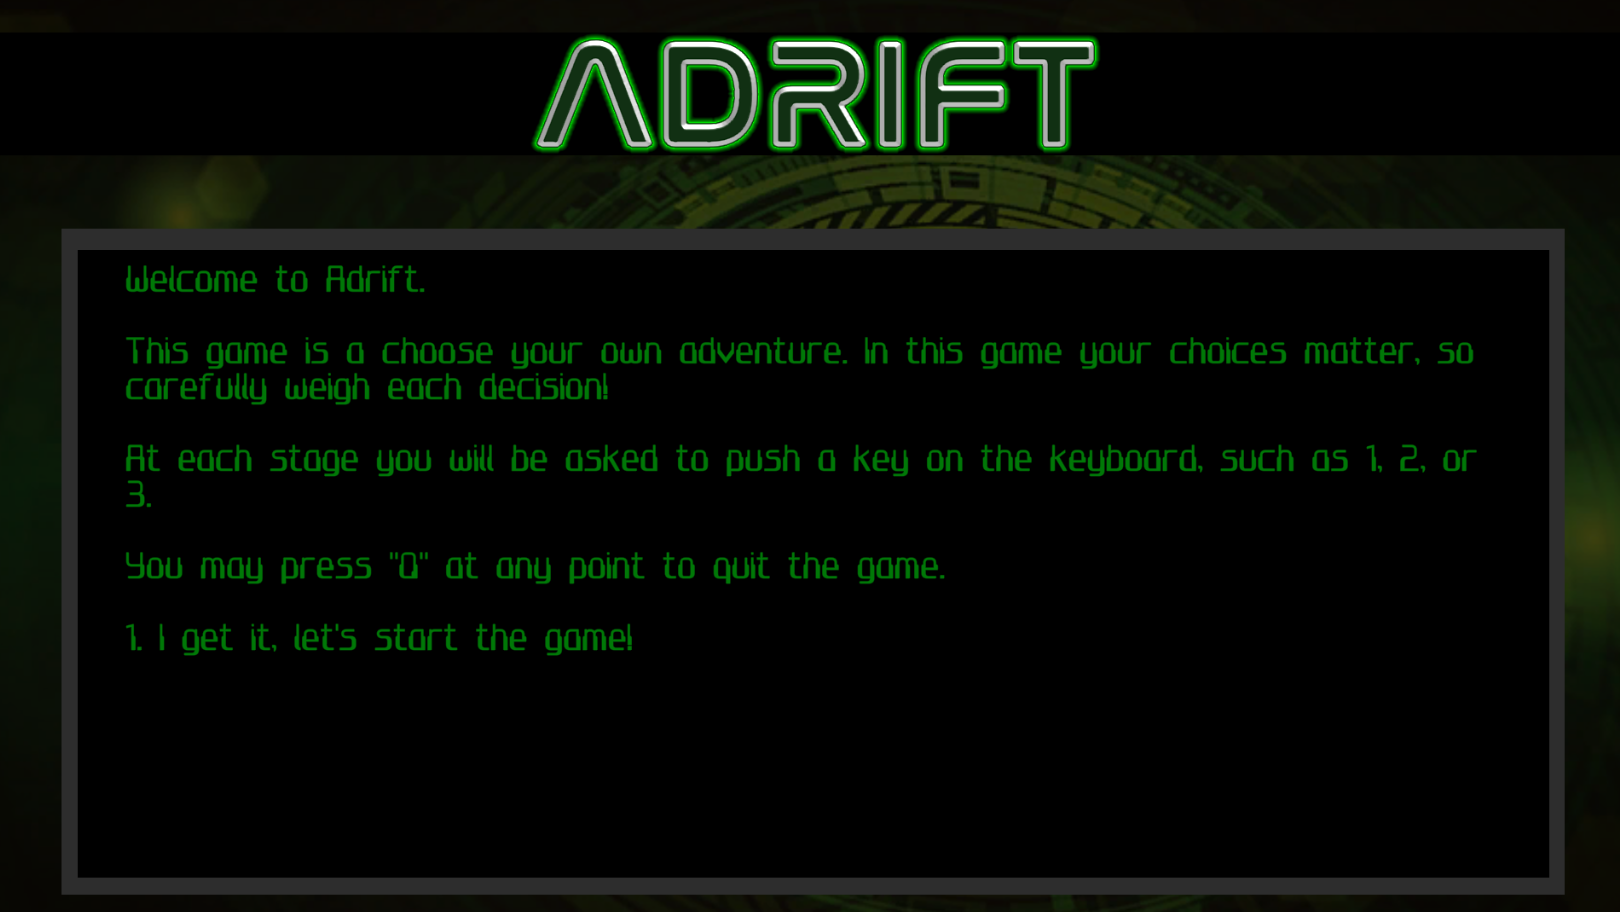 ADRIFT
Welcome to Adrift.
This game is a choose your own adventure. In this game your choices matter, so
carefully weigh each decision!
At each stage you will be asked to push a key on the keyboard, such as 1, 2, or
3.
You may press "Q" at any point to quit the game.
1. I get it, let's start the game!